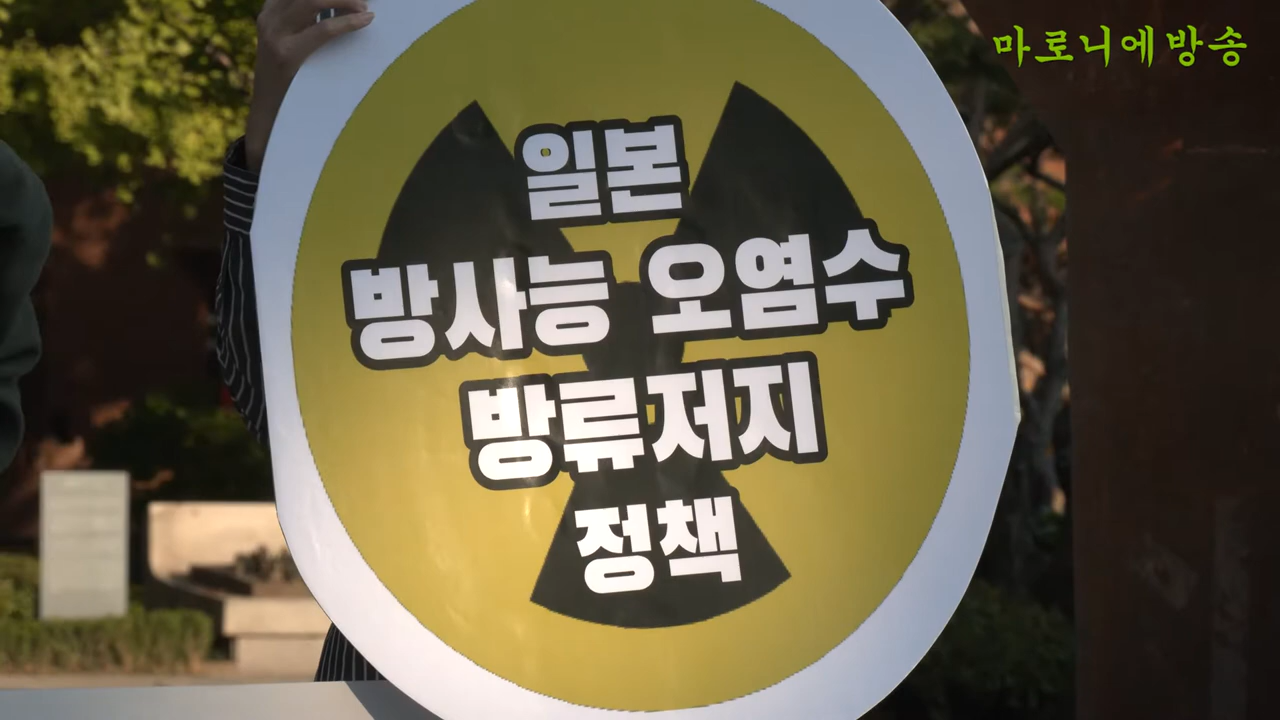 마로니에방송
일본
방사능 오염수
방류저지
정책